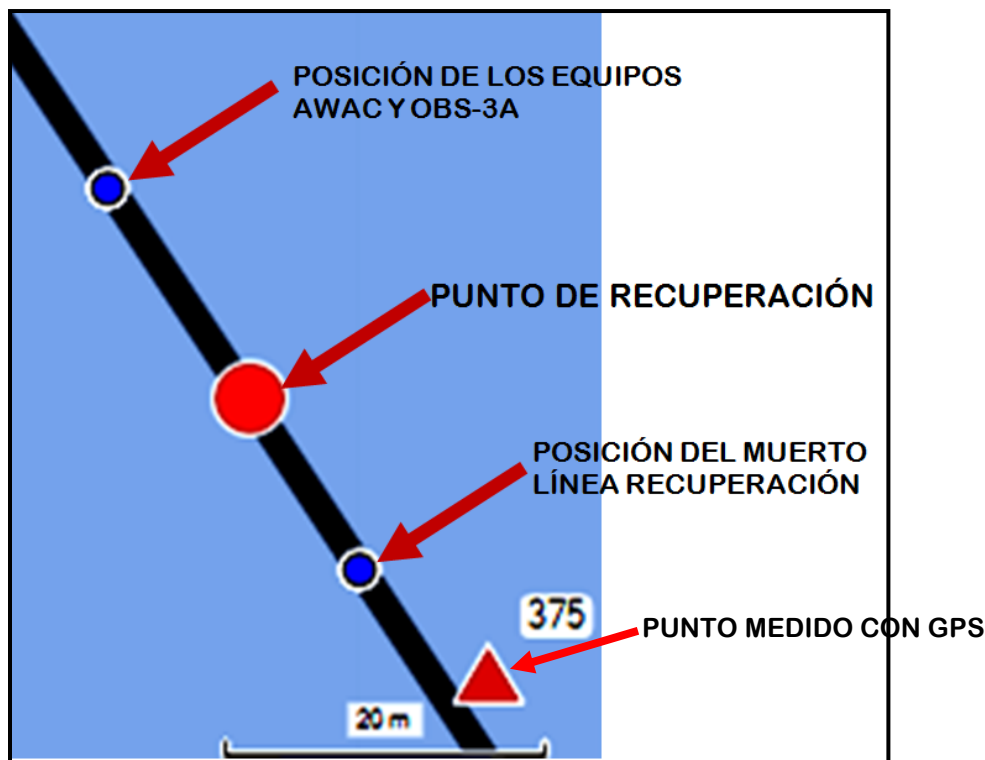 POSICIÓN DE LOS EQUIPOS
AWAC Y OBS-3A
PUNTO DE RECUPERACIÓN
POSICIÓN DEL MUERTO
LÍNEA RECUPERACIÓN
375
PUNTO MEDIDO CON GPS
20 m